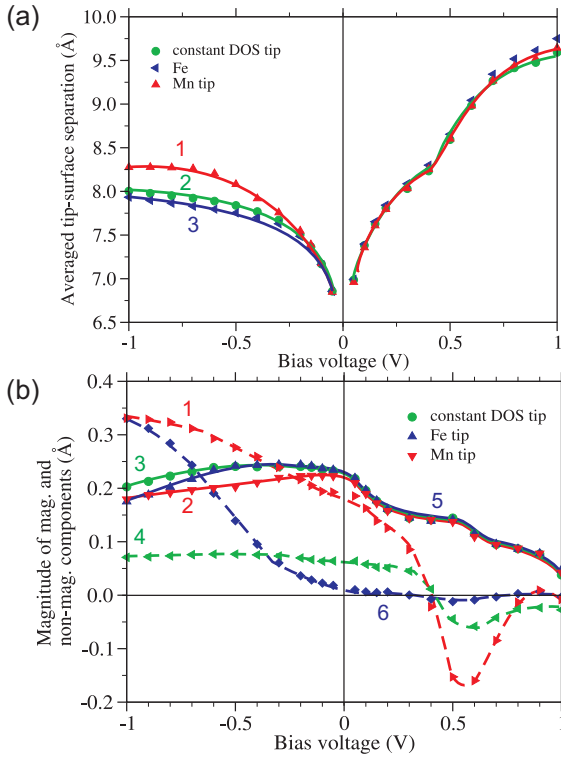 (a)
constant DOS tip
Fe
Mn tip
1
2
3
Averaged tip-surface separation (Å)
10.0
9.5
9.0
8.5
8.0
7.5
7.0
6.5
-1
-0.5
0
0.5
1
Bias voltage (V)
(b)
constant DOS tip
Fe tip
Mn tip
1
2
3
4
5
6
Magnitude of mag. and
non-mag. components (Å)
0.4
0.3
0.2
0.1
0.0
-0.1
-0.2
-1
-0.5
0
0.5
1
Bias voltage (V)